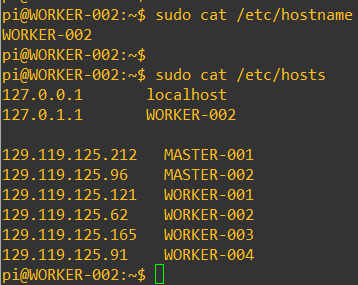 pi@WORKER-002:~$ sudo cat /etc/hostname
WORKER-002
pi@WORKER-002:~$
pi@WORKER-002:~$ sudo cat /etc/hosts
127.0.0.1 localhost
127.0.1.1 WORKER-002
129.119.125.212 MASTER-001
129.119.125.96 MASTER-002
129.119.125.121 WORKER-001
129.119.125.62 WORKER-002
129.119.125.165 WORKER-003
129.119.125.91 WORKER-004
pi@WORKER-002:~$